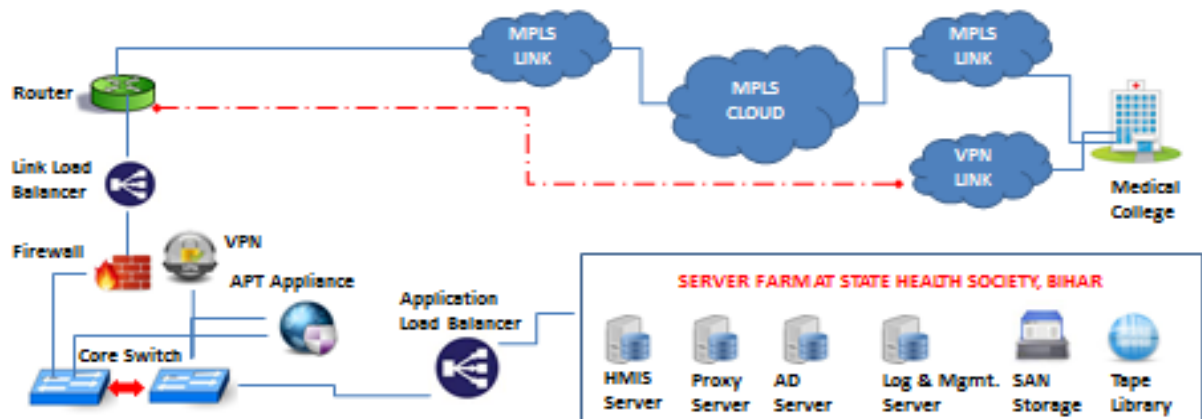 MPLS
LINK
MPLS
CLOUD
MPLS
LINK
Router
VPN
LINK
Link Load
Balancer
Medical
College
Firewall
VPN
APT Appliance
Application
Load Balancer
Core Switch
SERVER FARM AT STATE HEALTH SOCIETY, BIHAR
HMIS
Server
Proxy
Server
AD
Server
Log & Mgmt.
Server
SAN
Storage
Tape
Library